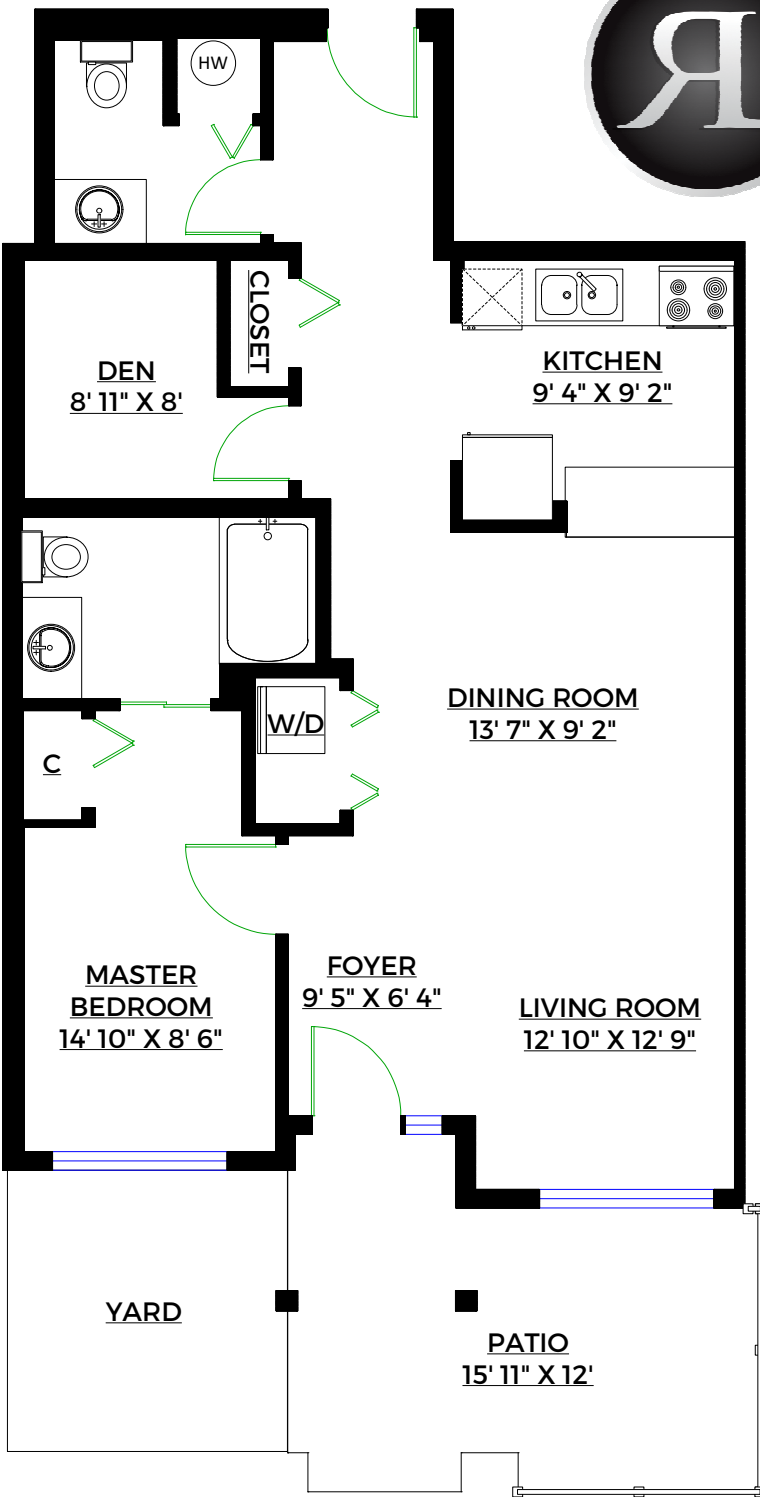 HW
CLOSET
DEN
8' 11" X 8'
KITCHEN
9' 4" X 9' 2"
DINING ROOM
13' 7" X 9' 2"
W/D
C
MASTER
BEDROOM
14' 10" X 8' 6"
FOYER
9' 5" X 6' 4"
LIVING ROOM
12' 10" X 12' 9"
YARD
PATIO
15' 11" X 12'